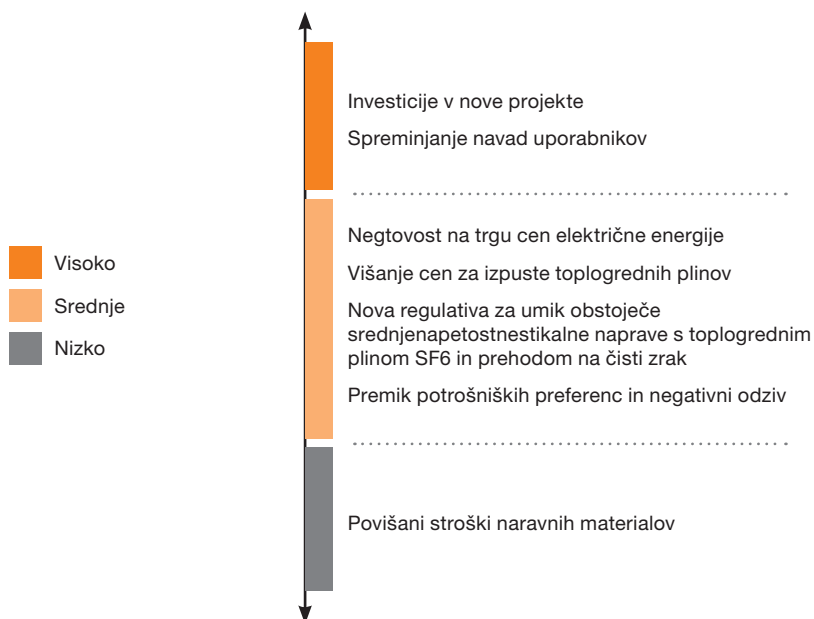 Investicije v nove projekte
Spreminjanje navad uporabnikov
Negtovost na trgu cen električne energije
Višanje cen za izpuste toplogrednih plinov
Nova regulativa za umik obstoječe
srednjenapetostnestikalne naprave s toplogrednim
plinom SF6 in prehodom na čisti zrak
Premik potrošniških preferenc in negativni odziv
Povišani stroški naravnih materialov
Visoko
Srednje
Nizko